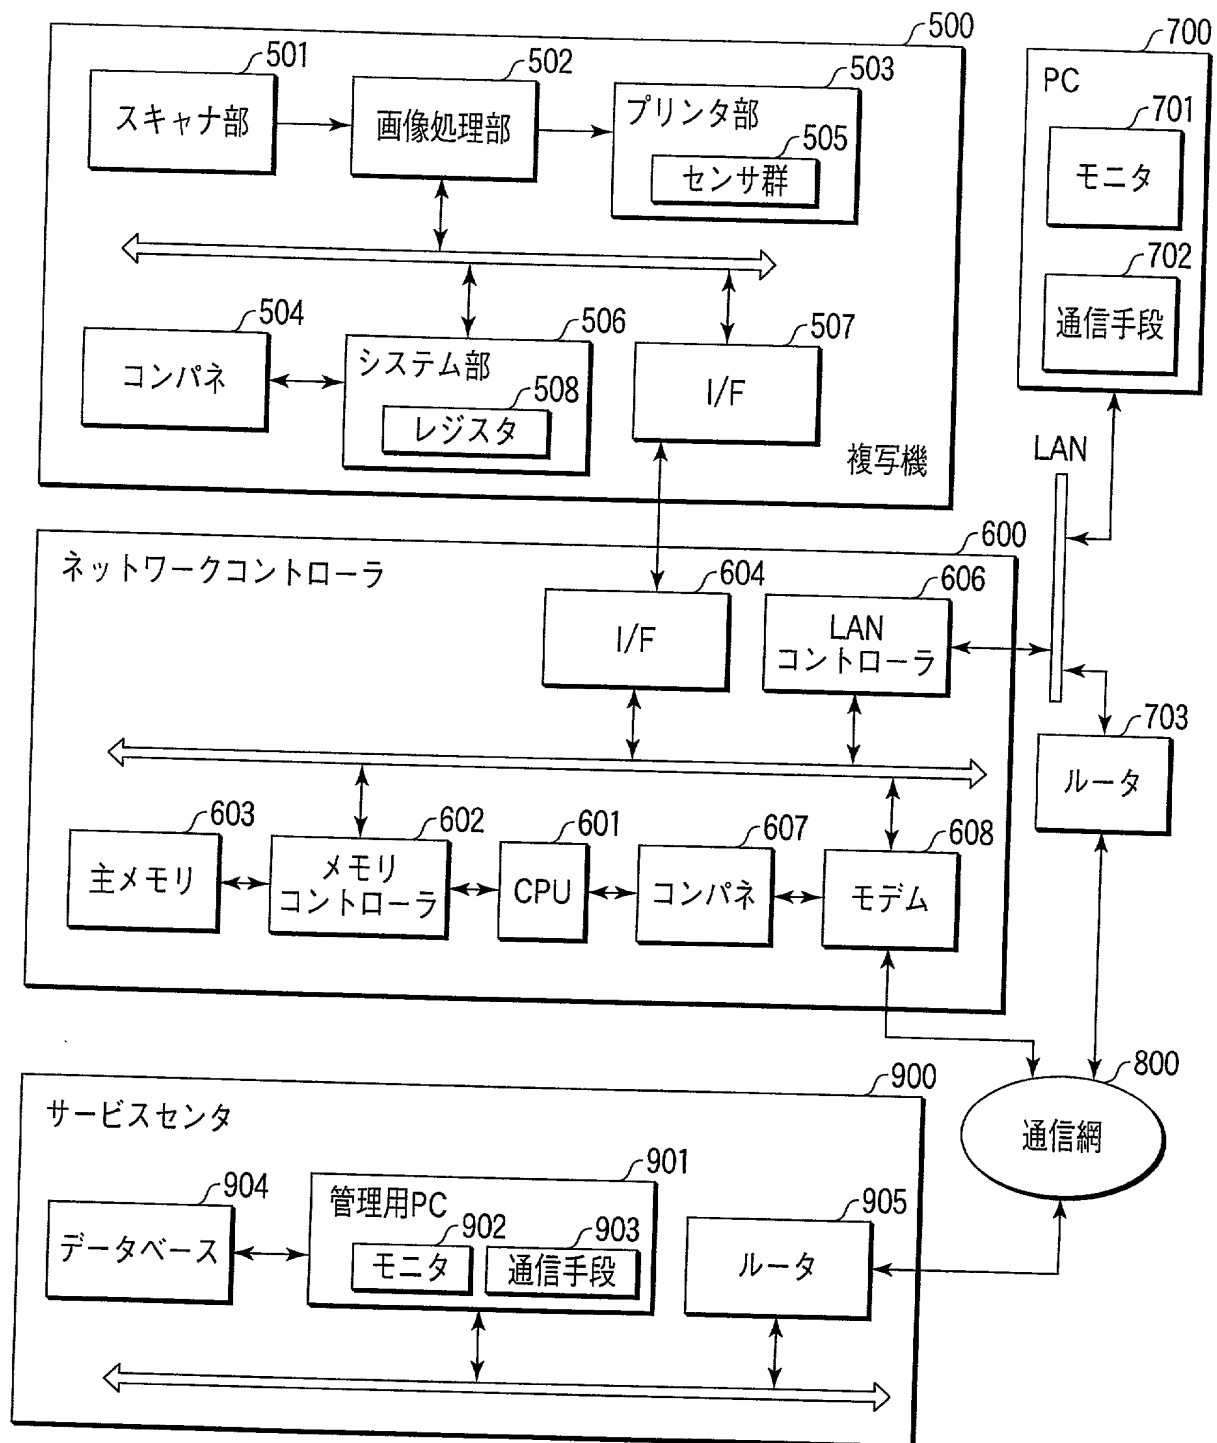 500
501
スキャナ部
502
画像処理部
503
プリンタ部
505
センサ群
504
コンパネ
506
システム部
508
レジスタ
507
I/F
複写機
700
PC
701
モニタ
702
通信手段
LAN
600
ネットワークコントローラ
604
I/F
606
LAN
コントローラ
703
ルータ
603
主メモリ
602
メモリ
コントローラ
601
CPU
607
コンパネ
608
モデム
800
通信網
900
サービスセンタ
904
データベース
901
管理用PC
902
モニタ
903
通信手段
905
ルータ